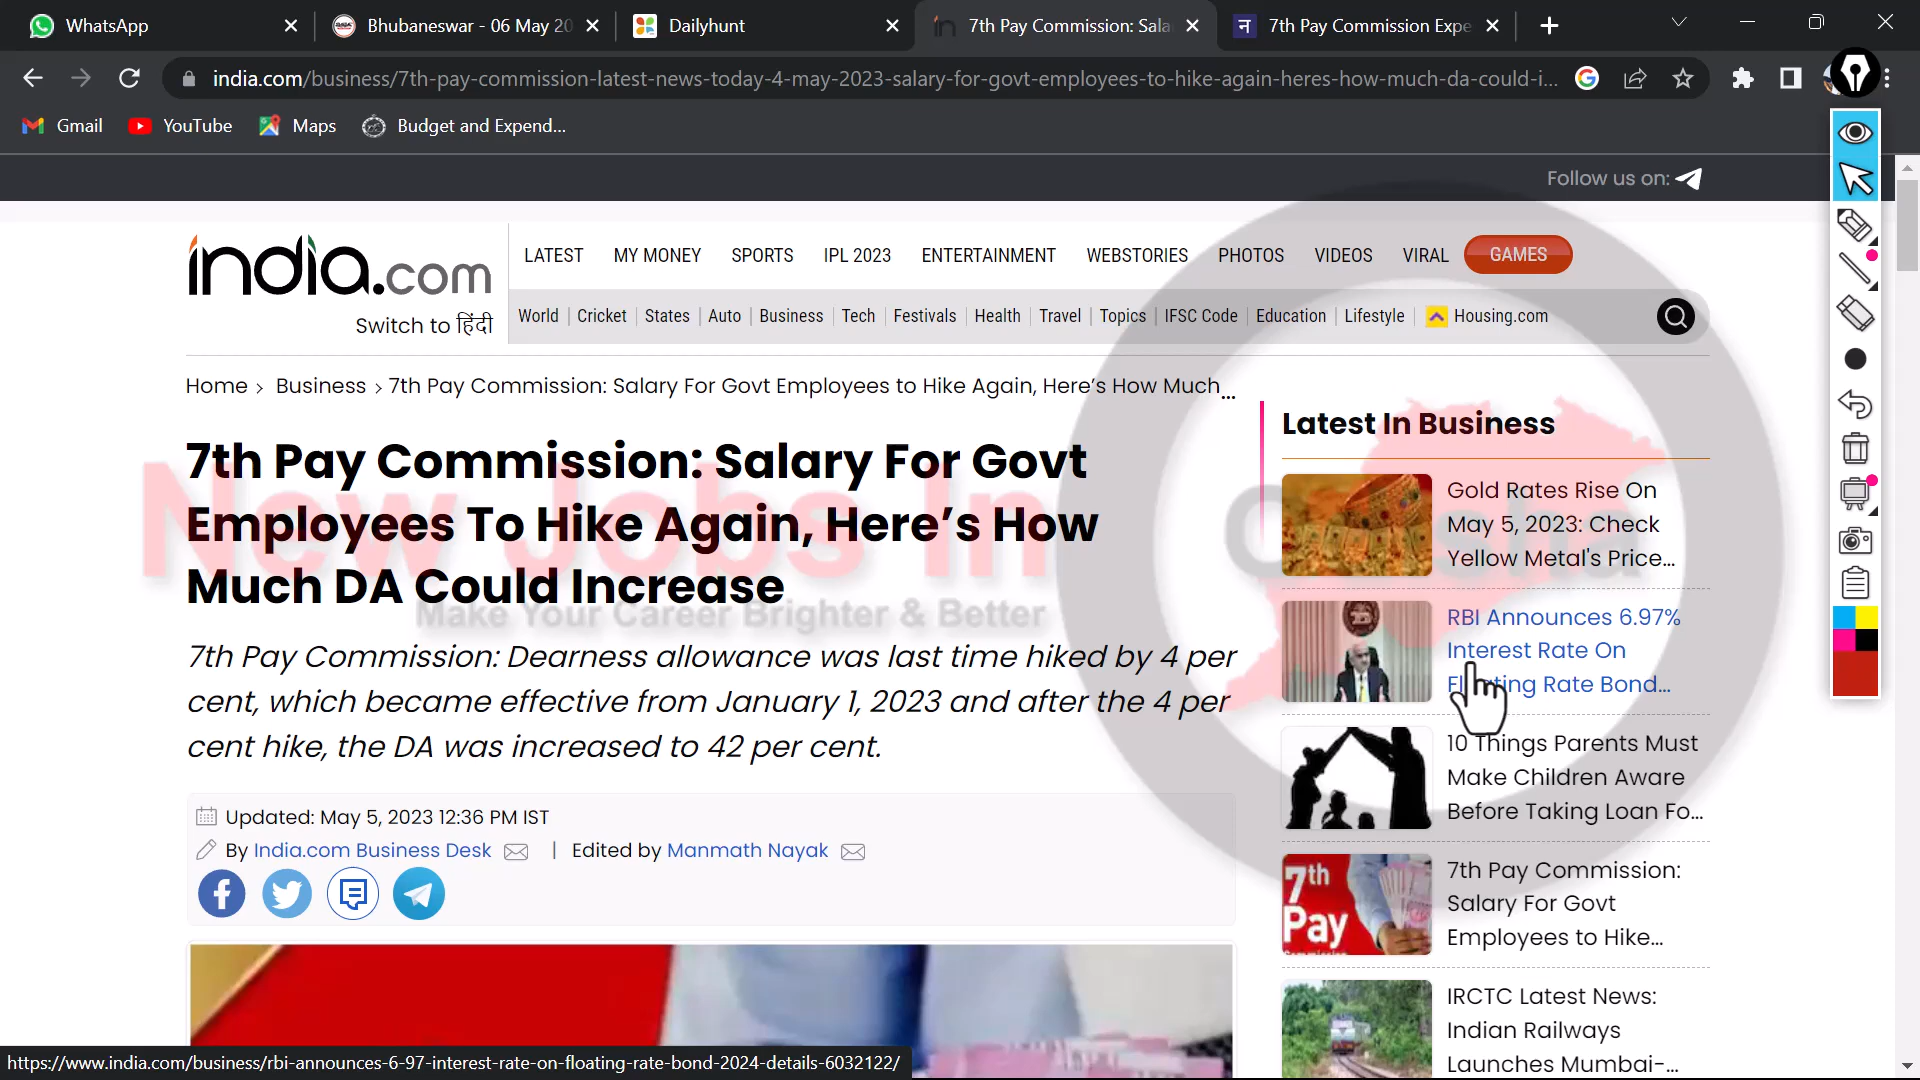 WhatsApp
Bhubaneswar - 06 May 20
Dailyhunt
7th Pay Commission: Sala
न
7th Pay Commission Expe
india.com/business/7th-pay-commission-latest-news-today-4-may-2023-salary-for-govt-employees-to-hike-again-heres-how-much-da-could-i...
Gmail
YouTube
Maps
Budget and Expend...
Follow us on:
india.com
Switch to हिंदी
LATEST
MY MONEY
SPORTS
IPL 2023
ENTERTAINMENT
WEBSTORIES
PHOTOS
VIDEOS
VIRAL
GAMES
World
Cricket
States
Auto
Business
Tech
Festivals
Health
Travel
Topics
IFSC Code
Education
Lifestyle
Housing.com
Home > Business > 7th Pay Commission: Salary For Govt Employees to Hike Again, Here’s How Much...
7th Pay Commission: Salary For Govt
Employees To Hike Again, Here’s How
Much DA Could Increase
New Jobs In
Make Your Career Brighter & Better
7th Pay Commission: Dearness allowance was last time hiked by 4 per
cent, which became effective from January 1, 2023 and after the 4 per
cent hike, the DA was increased to 42 per cent.
Updated: May 5, 2023 12:36 PM IST
By India.com Business Desk | Edited by Manmath Nayak
Latest In Business
Gold Rates Rise On
May 5, 2023: Check
Yellow Metal's Price...
RBI Announces 6.97%
Interest Rate On
Rate Bond...
10 Things Parents Must
Make Children Aware
Before Taking Loan Fo...
7th
Pay
7th Pay Commission:
Salary For Govt
Employees to Hike...
IRCTC Latest News:
Indian Railways
Launches Mumbai-...
https://www.india.com/business/rbi-announces-6-97-interest-rate-on-floating-rate-bond-2024-details-6032122/